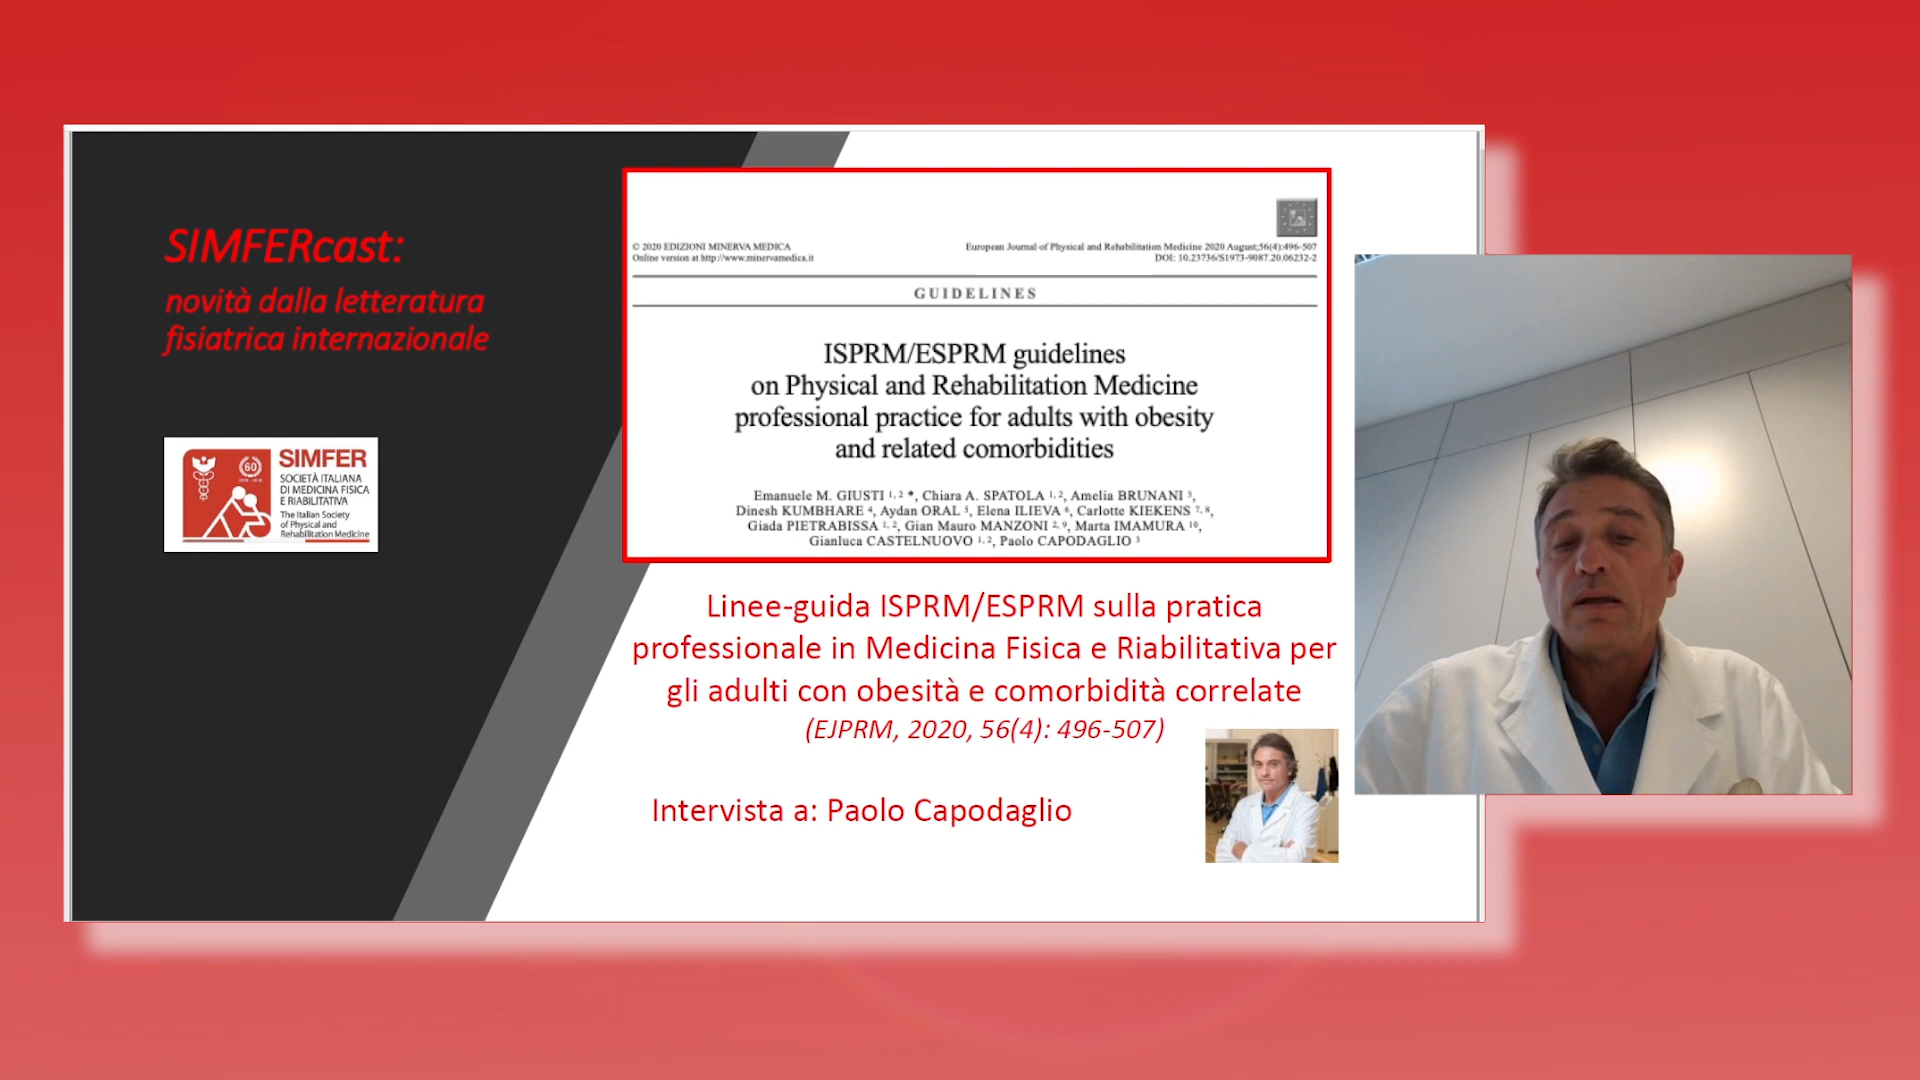 SIMFERcast:
novità dalla letteratura
fisiatrica internazionale
60
SIMFER
SOCIETÀ ITALIANA
DI MEDICINA FISICA
E RIABILITATIVA
The Italian Society
of Physical and
Rehabilitation Medicine
© 2020 EDIZIONI MINERVA MEDICA
Online version at http://www.minervamedica.it
European Journal of Physical and Rehabilitation Medicine 2020 August;56(4):496-507
DOI: 10.23736/S1973-9087.20.06232-2
GUIDELINES
ISPRM/ESPRM guidelines
on Physical and Rehabilitation Medicine
professional practice for adults with obesity
and related comorbidities
Emanuele M. GIUSTI 1, 2 *, Chiara A. SPATOLA 1, 2, Amelia BRUNANI 3,
Dinesh KUMBHARE 4, Aydan ORAL 5, Elena ILIEVA 6, Carlotte KIEKENS 7, 8,
Giada PIETRABISSA 1, 2, Gian Mauro MANZONI 2, 9, Marta IMAMURA 10,
Gianluca CASTELNUOVO 1, 2, Paolo CAPODAGLIO 3
Linee-guida ISPRM/ESPRM sulla pratica
professionale in Medicina Fisica e Riabilitativa per
gli adulti con obesità e comorbidità correlate
(EJPRM, 2020, 56(4): 496-507)
Intervista a: Paolo Capodaglio